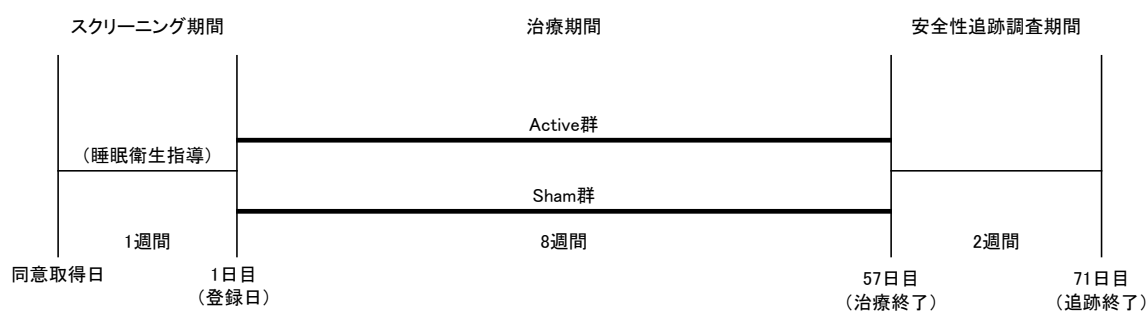 スクリーニング期間
治療期間
安全性追跡調査期間
Active群
（睡眠衛生指導）
Sham群
1週間
8週間
2週間
同意取得日
1日目
（登録日）
57日目
（治療終了）
71日目
（追跡終了）